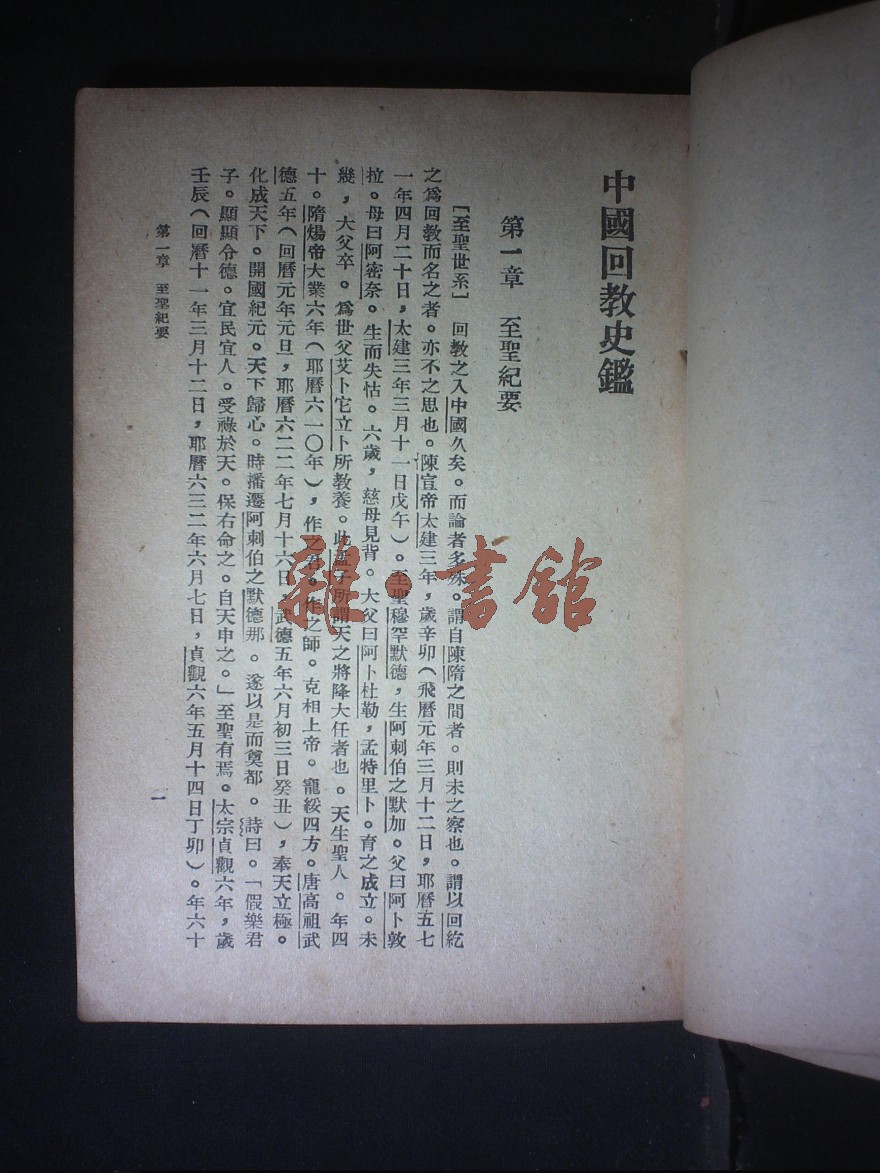 中國回教史鑑
第一章　至聖紀要
［至聖世系］　回教之入中國久矣。而論者多殊。謂自陳隋之間者。則未之察也。謂以回紇
之爲回教而名之者。亦不之思也。陳宣帝太建三年，歲辛卯（飛曆元年三月十二日，耶曆五七
一年四月二十日，太建三年三月十一日戊午）。至聖穆罕默德，生阿剌伯之默加。父曰阿卜敦
拉。母曰阿密奈。生而失怙。六歲，慈母見背。大父曰阿卜杜勒，孟特里卜。育之成立。未
幾，大父卒。爲世父艾卜它立卜所教養。此孟子所謂天之將降大任者也。天生聖人。年四
十。隋煬帝大業六年（耶曆六一〇年），作之君。作之師。克相上帝。寵綏四方。唐高祖武
德五年（回曆元年元旦，耶曆六二二年七月十六日，武德五年六月初三日癸丑），奉天立極。
化成天下。開國紀元。天下歸心。時播遷阿剌伯之默德那。遂以是而奠都。詩曰。「假樂君
子。顯顯令德。宜民宜人。受祿於天。保右命之。自天申之。」至聖有焉。太宗貞觀六年，歲
壬辰（回曆十一年三月十二日，耶曆六三二年六月七日，貞觀六年五月十四日丁卯）。年六十
第一章　至聖紀要
一
雜·書館